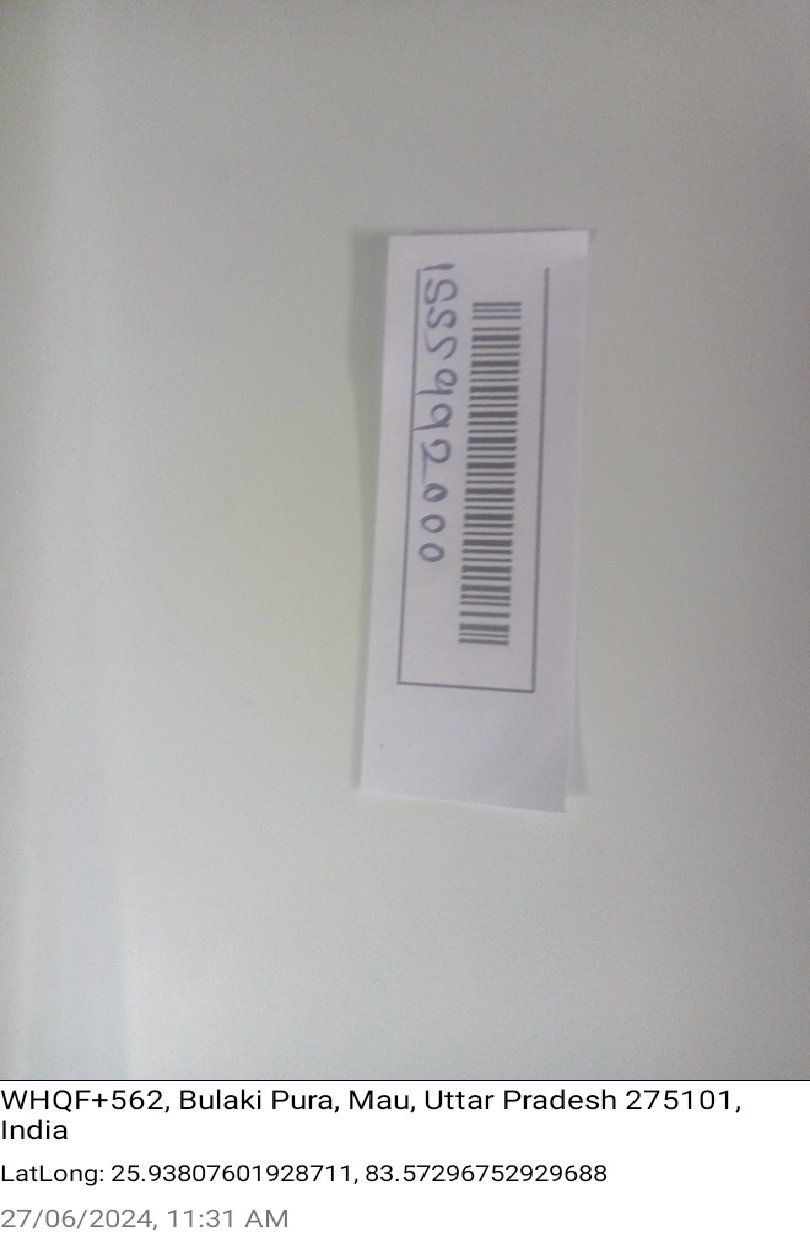 1555992000
WHQF+562, Bulaki Pura, Mau, Uttar Pradesh 275101,
India
LatLong: 25.93807601928711, 83.57296752929688
27/06/2024, 11:31 AM